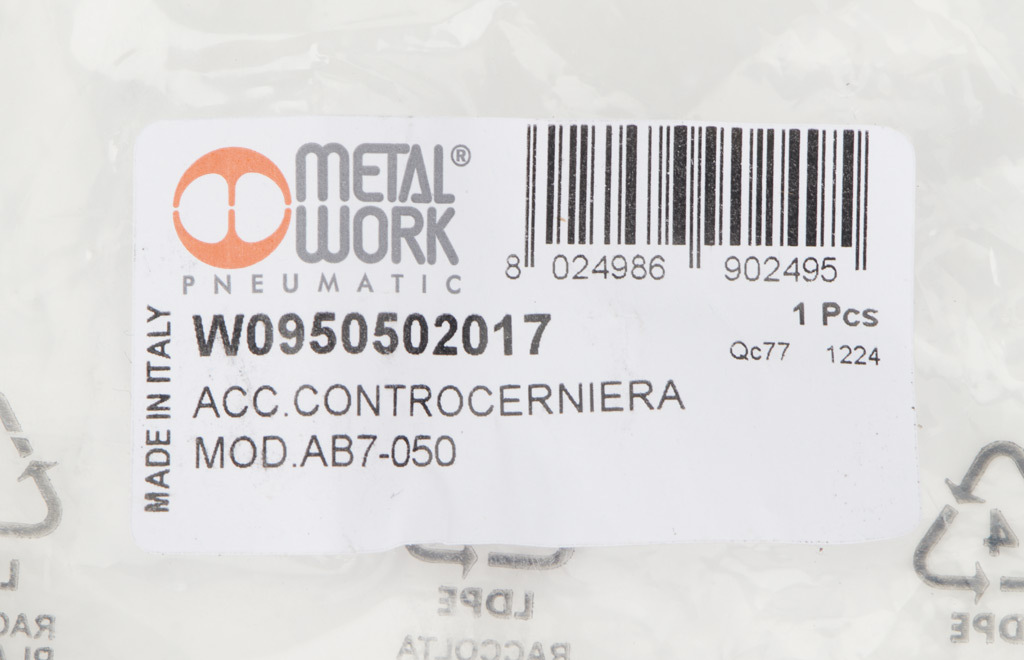 METAL® WORK
PNEUMATIC
8 024986 902495
W0950502017
1 Pcs
Qc77 1224
ACC.CONTROCERNIERA
MOD.AB7-050
MADE IN ITALY
4
LDPE
RACCOLTA
LDPE